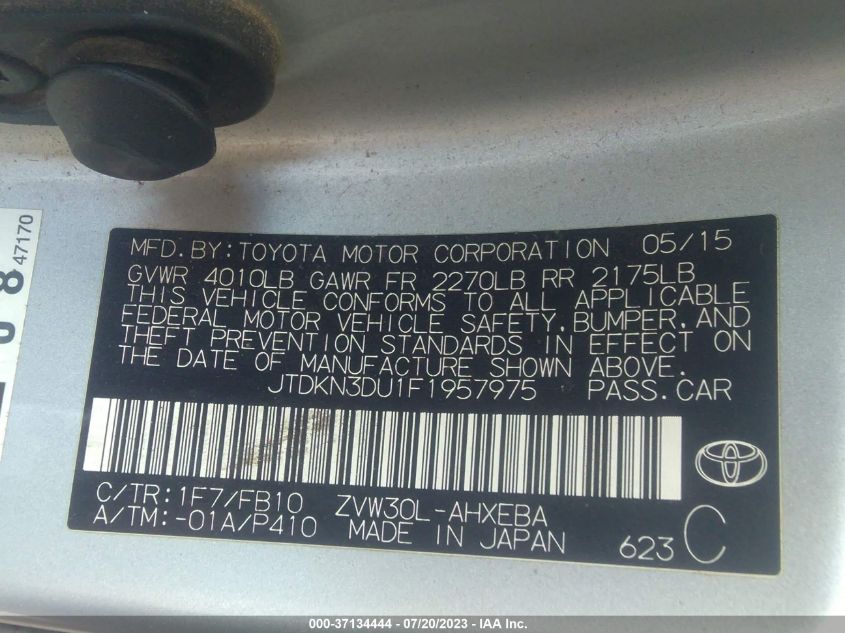 MFD. BY: TOYOTA MOTOR CORPORATION 05/15
GVWR 4010LB GAWR FR 2270LB RR 2175LB
THIS VEHICLE CONFORMS TO ALL APPLICABLE
FEDERAL MOTOR VEHICLE SAFETY, BUMPER, AND
THEFT PREVENTION STANDARDS IN EFFECT ON
THE DATE OF MANUFACTURE SHOWN ABOVE.
JTDKN3DU1F1957975 PASS.CAR
C/TR:1F7/FB10 ZVW30L-AHXEBA
A/TM:-01A/P410 MADE IN JAPAN 623 C
47170
000-37134444 - 07/20/2023 - IAA Inc.